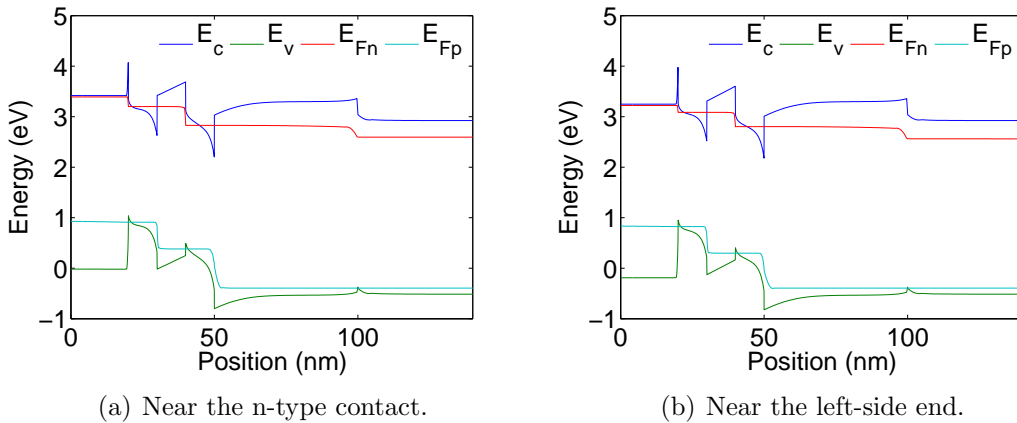 5
4
3
2
1
0
−1
Energy (eV)
E_c E_v E_Fn E_Fp
0 50 100
Position (nm)
(a) Near the n-type contact.
5
4
3
2
1
0
−1
Energy (eV)
E_c E_v E_Fn E_Fp
0 50 100
Position (nm)
(b) Near the left-side end.